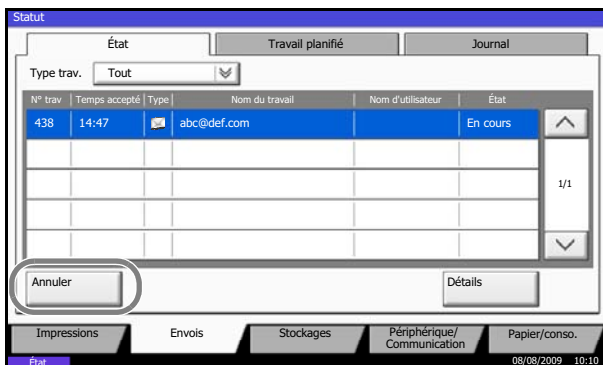 Statut
État Travail planifié Journal
Type trav. Tout
N° trav Temps accepté Type Nom du travail Nom d'utilisateur État
438 14:47 abc@def.com En cours
1/1
Annuler Détails
Impressions Envois Stockages Périphérique/ Papier/conso.
Communication
État 08/08/2009 10:10